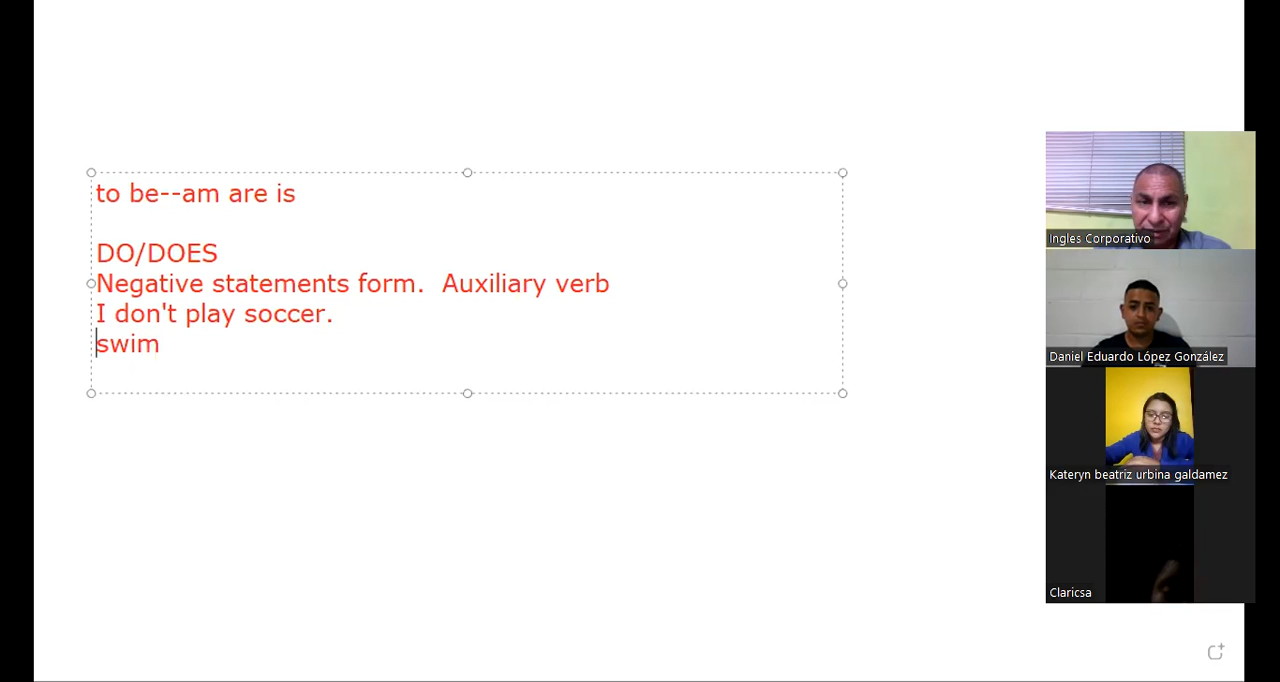 to be--am are is
DO/DOES
Negative statements form.  Auxiliary verb
I don't play soccer.
swim
Ingles Corporativo
Daniel Eduardo López González
Kateryn beatriz urbina galdamez
Claricsa